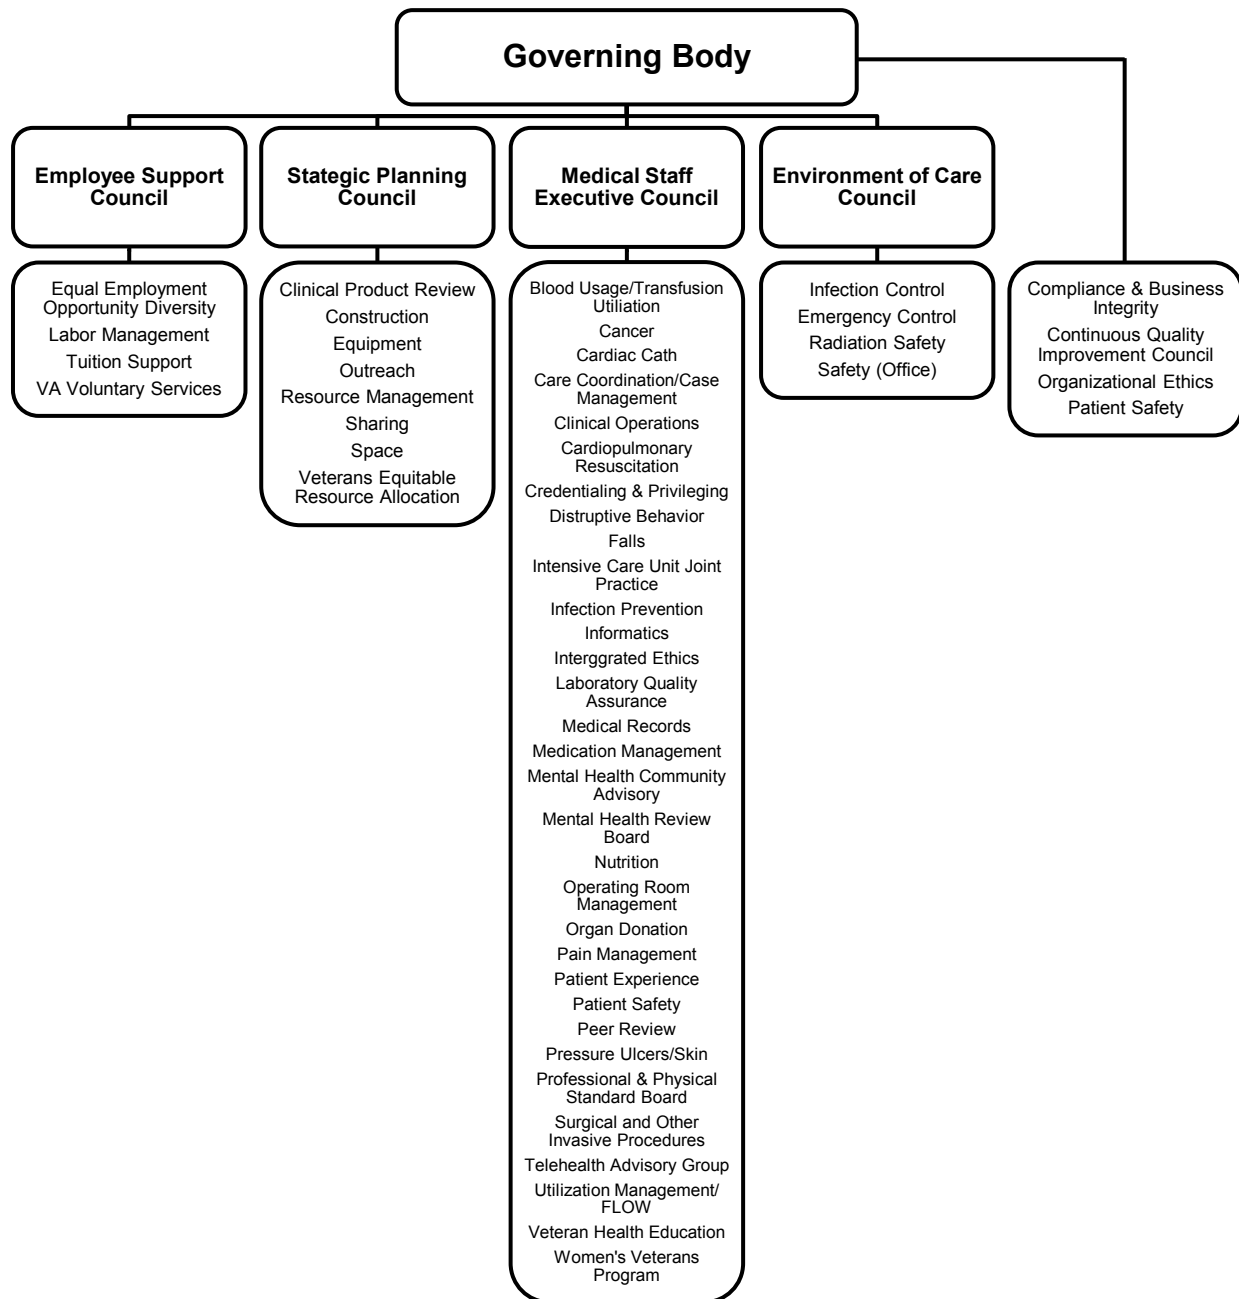 Governing Body
Employee Support
Council
Stategic Planning
Council
Medical Staff
Executive Council
Environment of Care
Council
Equal Employment
Opportunity Diversity
Labor Management
Tuition Support
VA Voluntary Services
Clinical Product Review
Construction
Equipment
Outreach
Resource Management
Sharing
Space
Veterans Equitable
Resource Allocation
Blood Usage/Transfusion
Utiliation
Cancer
Cardiac Cath
Care Coordination/Case
Management
Clinical Operations
Cardiopulmonary
Resuscitation
Credentialing & Privileging
Distruptive Behavior
Falls
Intensive Care Unit Joint
Practice
Infection Prevention
Informatics
Interggrated Ethics
Laboratory Quality
Assurance
Medical Records
Medication Management
Mental Health Community
Advisory
Mental Health Review
Board
Nutrition
Operating Room
Management
Organ Donation
Pain Management
Patient Experience
Patient Safety
Peer Review
Pressure Ulcers/Skin
Professional & Physical
Standard Board
Surgical and Other
Invasive Procedures
Telehealth Advisory Group
Utilization Management/
FLOW
Veteran Health Education
Women's Veterans
Program
Infection Control
Emergency Control
Radiation Safety
Safety (Office)
Compliance & Business
Integrity
Continuous Quality
Improvement Council
Organizational Ethics
Patient Safety